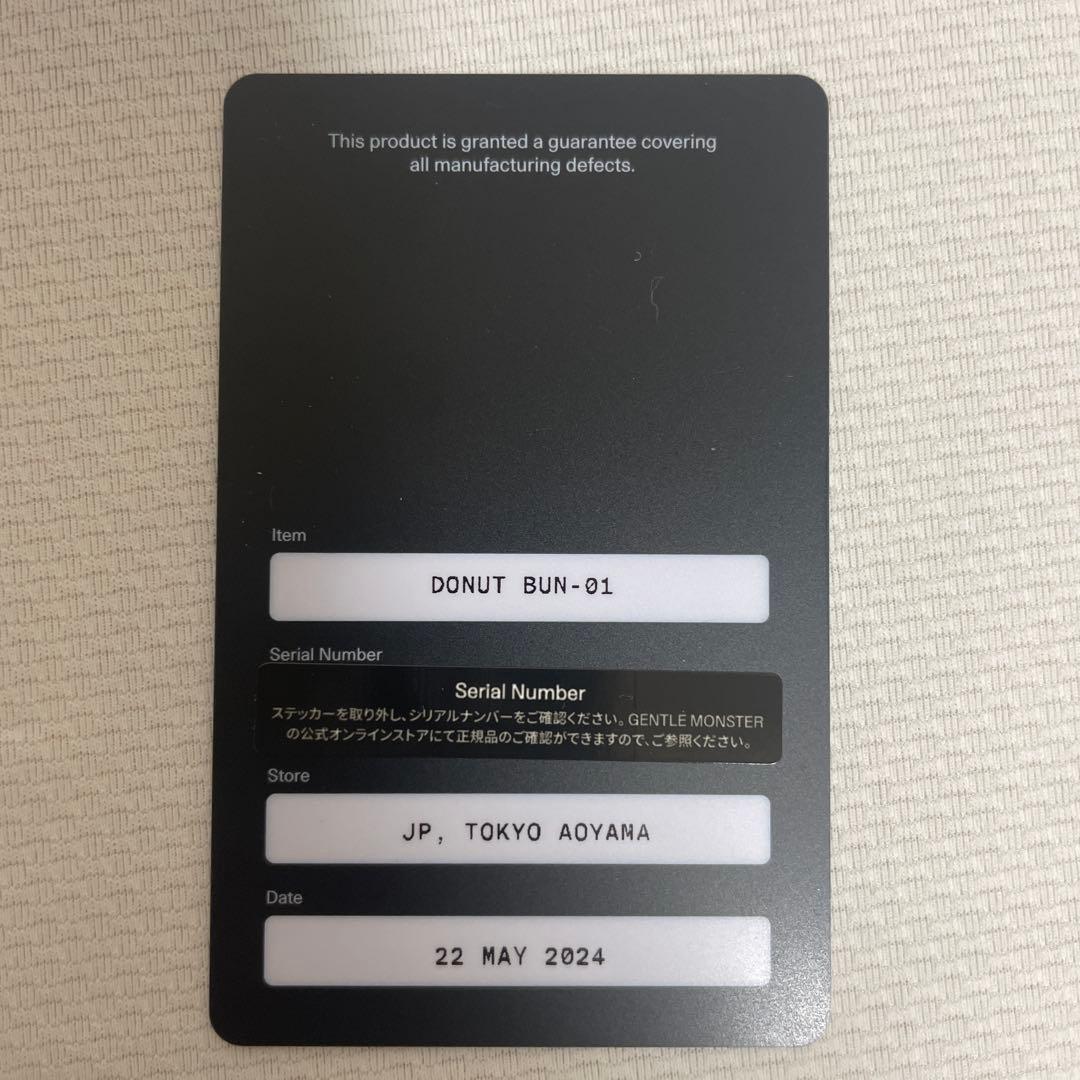 This product is granted a guarantee covering
all manufacturing defects.
Item
DONUT BUN-01
Serial Number
Serial Number
ステッカーを取り外し、シリアルナンバーをご確認ください。GENTLE MONSTER
の公式オンラインストアにて正規品のご確認ができますので、ご参照ください。
Store
JP, TOKYO AOYAMA
Date
22 MAY 2024